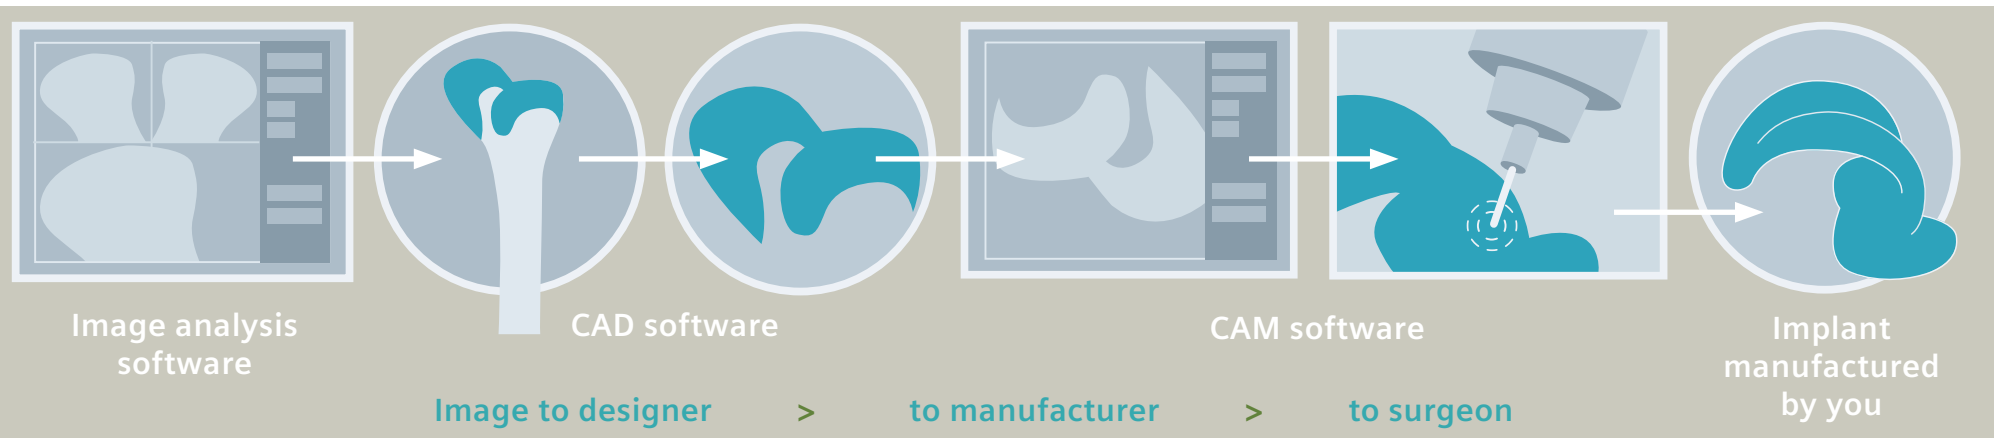 Image analysis
software
CAD software
CAM software
Implant
manufactured
by you
Image to designer > to manufacturer > to surgeon